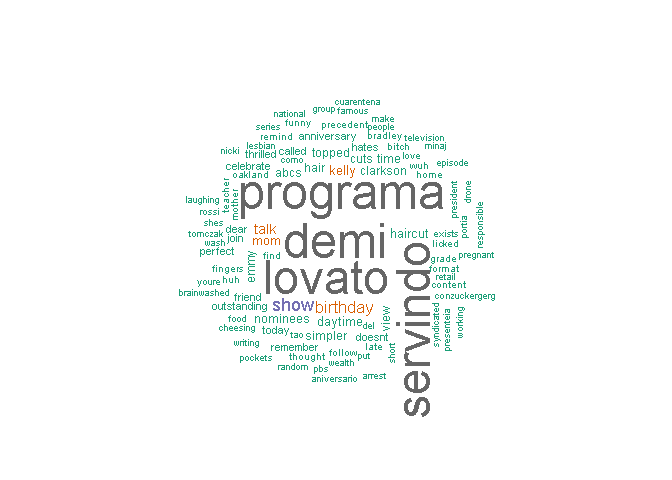 cuarentena
national group famous
series funny precedent make people
remind anniversary bradley television
nicki lesbian called topped hates bitch minaj
thrilled como cuts time love
celebrate abcs hair kelly clarkson wuh episode
oakland home
teacher mother programa president drone
laughing
rossi portia responsible
shes dear talk demi haircut exists
tomczak join mom licked
wash perfect find grade pregnant
fingers emmy lovato servindo format
youre huh retail
brainwashed friend content
outstanding show birthday conzuckergerg
food nominees daytime view syndicated
cheesing today tao simpler del doesnt presenteia working
writing remember late
pockets thought follow put short
random pbs wealth
aniversario arrest